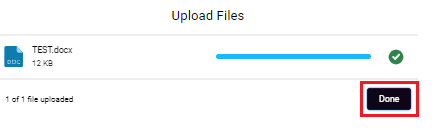 Upload Files
TEST.docx
DOC
12 KB
1 of 1 file uploaded
Done